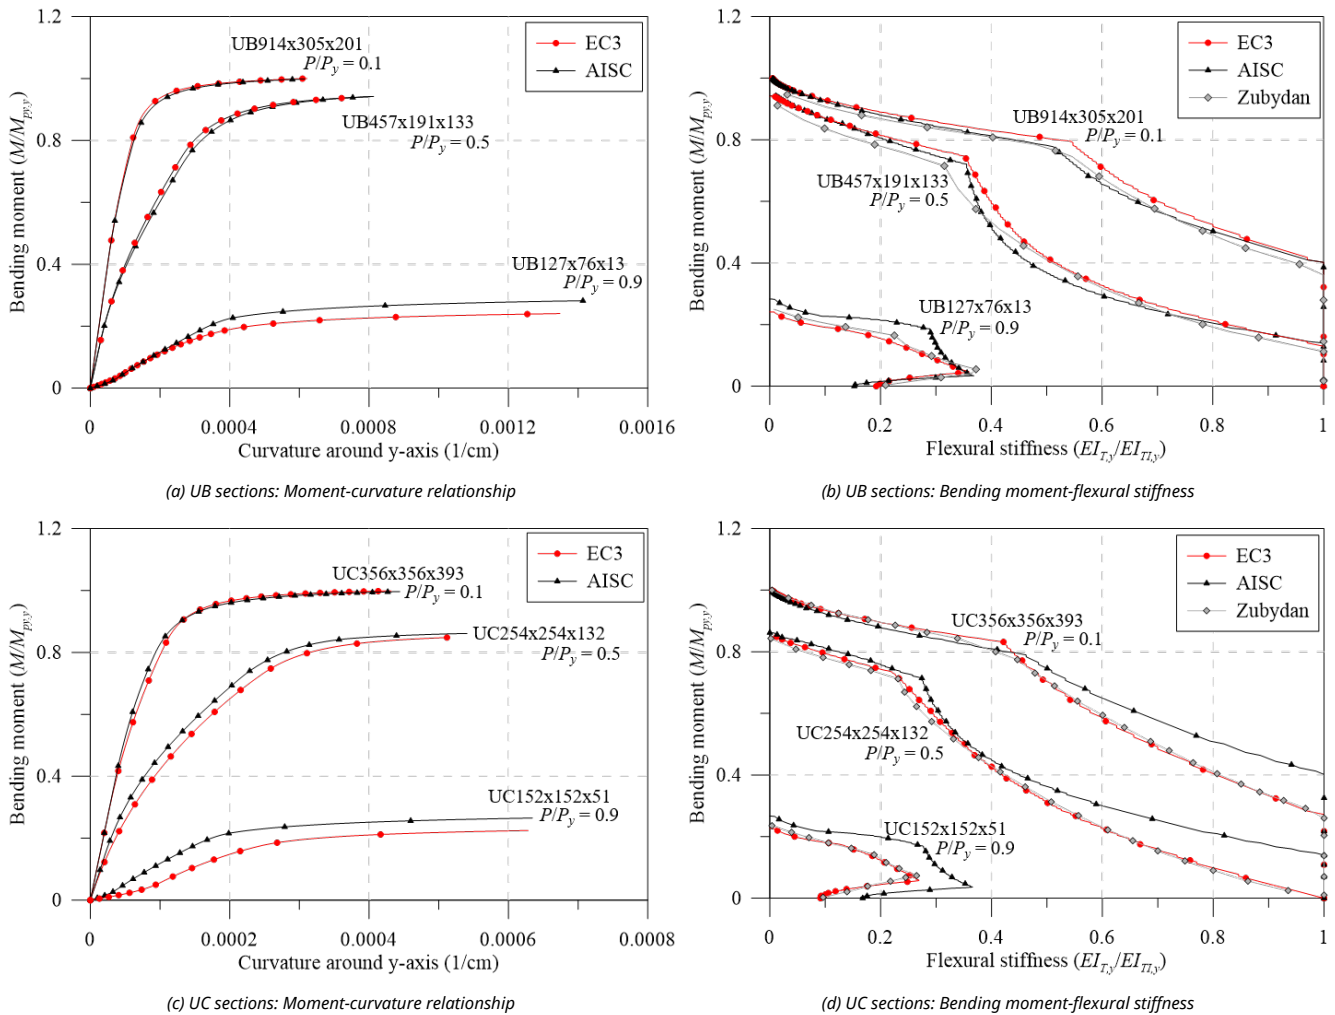 1.2
0.8
0.4
0
Bending moment (M/Mpy,y)
UB914x305x201
P/Py = 0.1
EC3
AISC
UB457x191x133
P/Py = 0.5
UB127x76x13
P/Py = 0.9
0 0.0004 0.0008 0.0012 0.0016
Curvature around y-axis (1/cm)
(a) UB sections: Moment-curvature relationship
1.2
0.8
0.4
0
Bending moment (M/Mpy,y)
EC3
AISC
Zubydan
UB914x305x201
P/Py = 0.1
UB457x191x133
P/Py = 0.5
UB127x76x13
P/Py = 0.9
0 0.2 0.4 0.6 0.8 1
Flexural stiffness (EIT,y/EITI,y)
(b) UB sections: Bending moment-flexural stiffness
1.2
0.8
0.4
0
Bending moment (M/Mpy,y)
EC3
AISC
UC356x356x393
P/Py = 0.1
UC254x254x132
P/Py = 0.5
UC152x152x51
P/Py = 0.9
0 0.0002 0.0004 0.0006 0.0008
Curvature around y-axis (1/cm)
(c) UC sections: Moment-curvature relationship
1.2
0.8
0.4
0
Bending moment (M/Mpy,y)
EC3
AISC
Zubydan
UC356x356x393
P/Py = 0.1
UC254x254x132
P/Py = 0.5
UC152x152x51
P/Py = 0.9
0 0.2 0.4 0.6 0.8 1
Flexural stiffness (EIT,y/EITI,y)
(d) UC sections: Bending moment-flexural stiffness